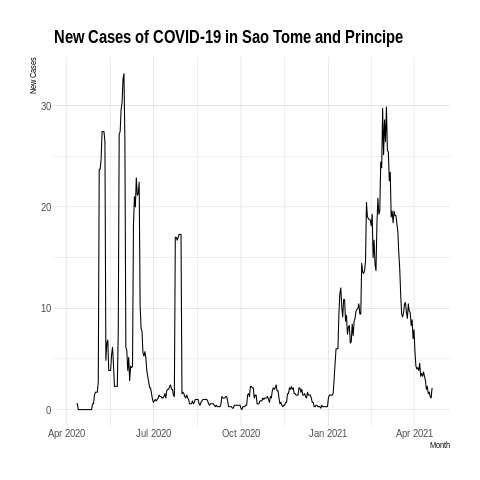 New Cases of COVID-19 in Sao Tome and Principe
New Cases
30
20
10
0
Apr 2020 Jul 2020 Oct 2020 Jan 2021 Apr 2021
Month